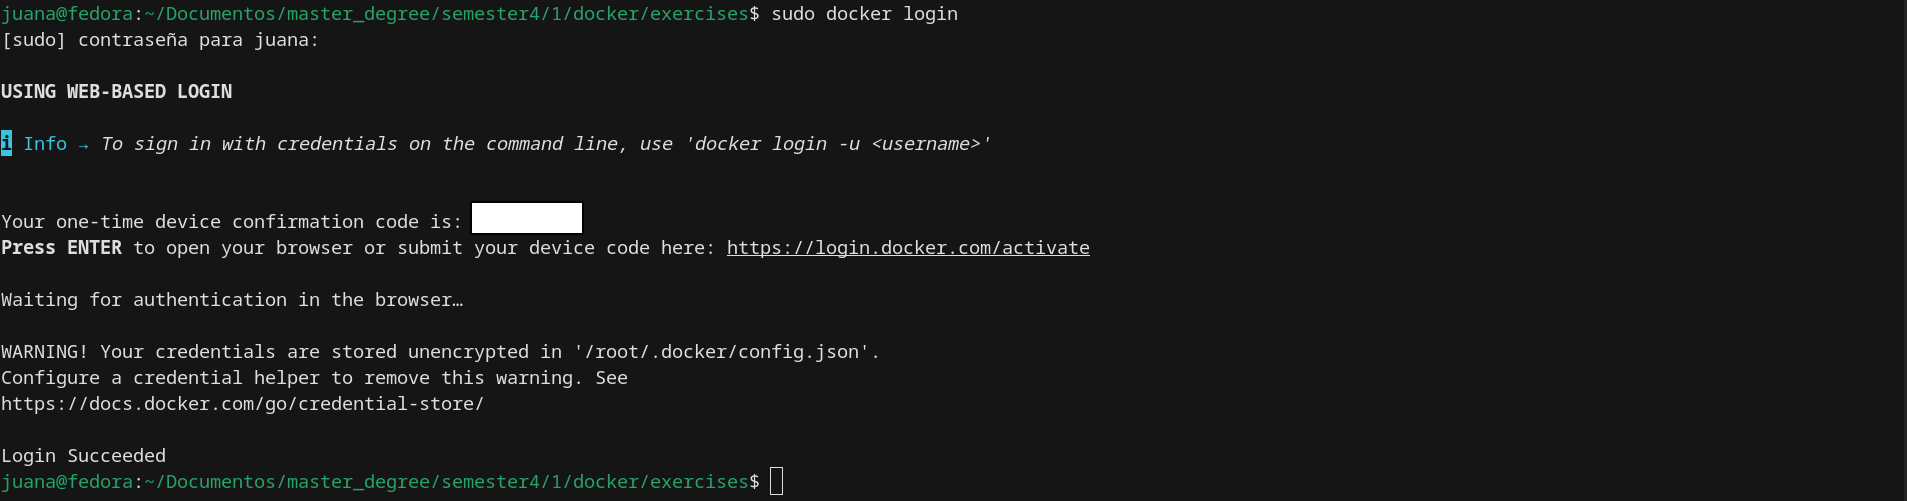 juana@fedora:~/Documentos/master_degree/semester4/1/docker/exercises$ sudo docker login
[sudo] contraseña para juana:
USING WEB-BASED LOGIN
i Info → To sign in with credentials on the command line, use 'docker login -u <username>'
Your one-time device confirmation code is:
Press ENTER to open your browser or submit your device code here: https://login.docker.com/activate
Waiting for authentication in the browser…
WARNING! Your credentials are stored unencrypted in '/root/.docker/config.json'.
Configure a credential helper to remove this warning. See
https://docs.docker.com/go/credential-store/
Login Succeeded
juana@fedora:~/Documentos/master_degree/semester4/1/docker/exercises$